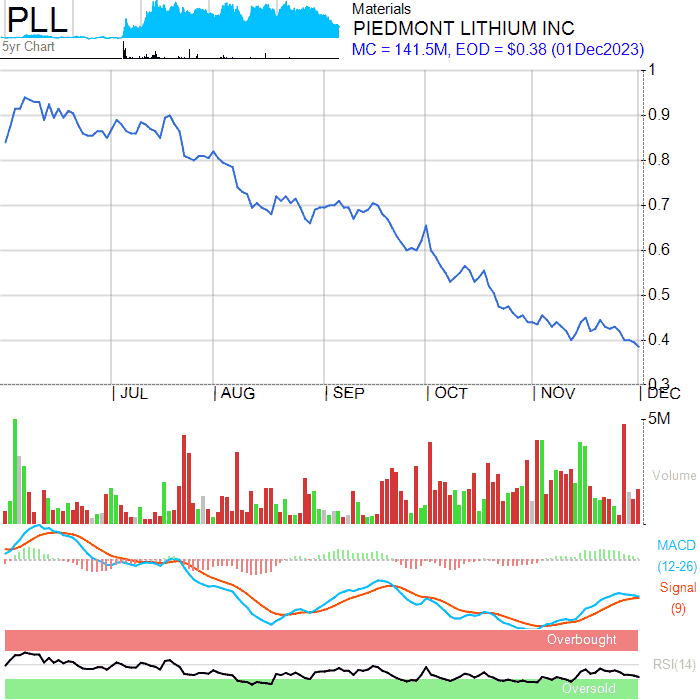 PLL
5yr Chart
Materials
PIEDMONT LITHIUM INC
MC = 141.5M, EOD = $0.38 (01Dec2023)
1
0.9
0.8
0.7
0.6
0.5
0.4
0.3
JUL AUG SEP OCT NOV DEC
5M
Volume
MACD
(12-26)
Signal
(9)
Overbought
RSI(14)
Oversold